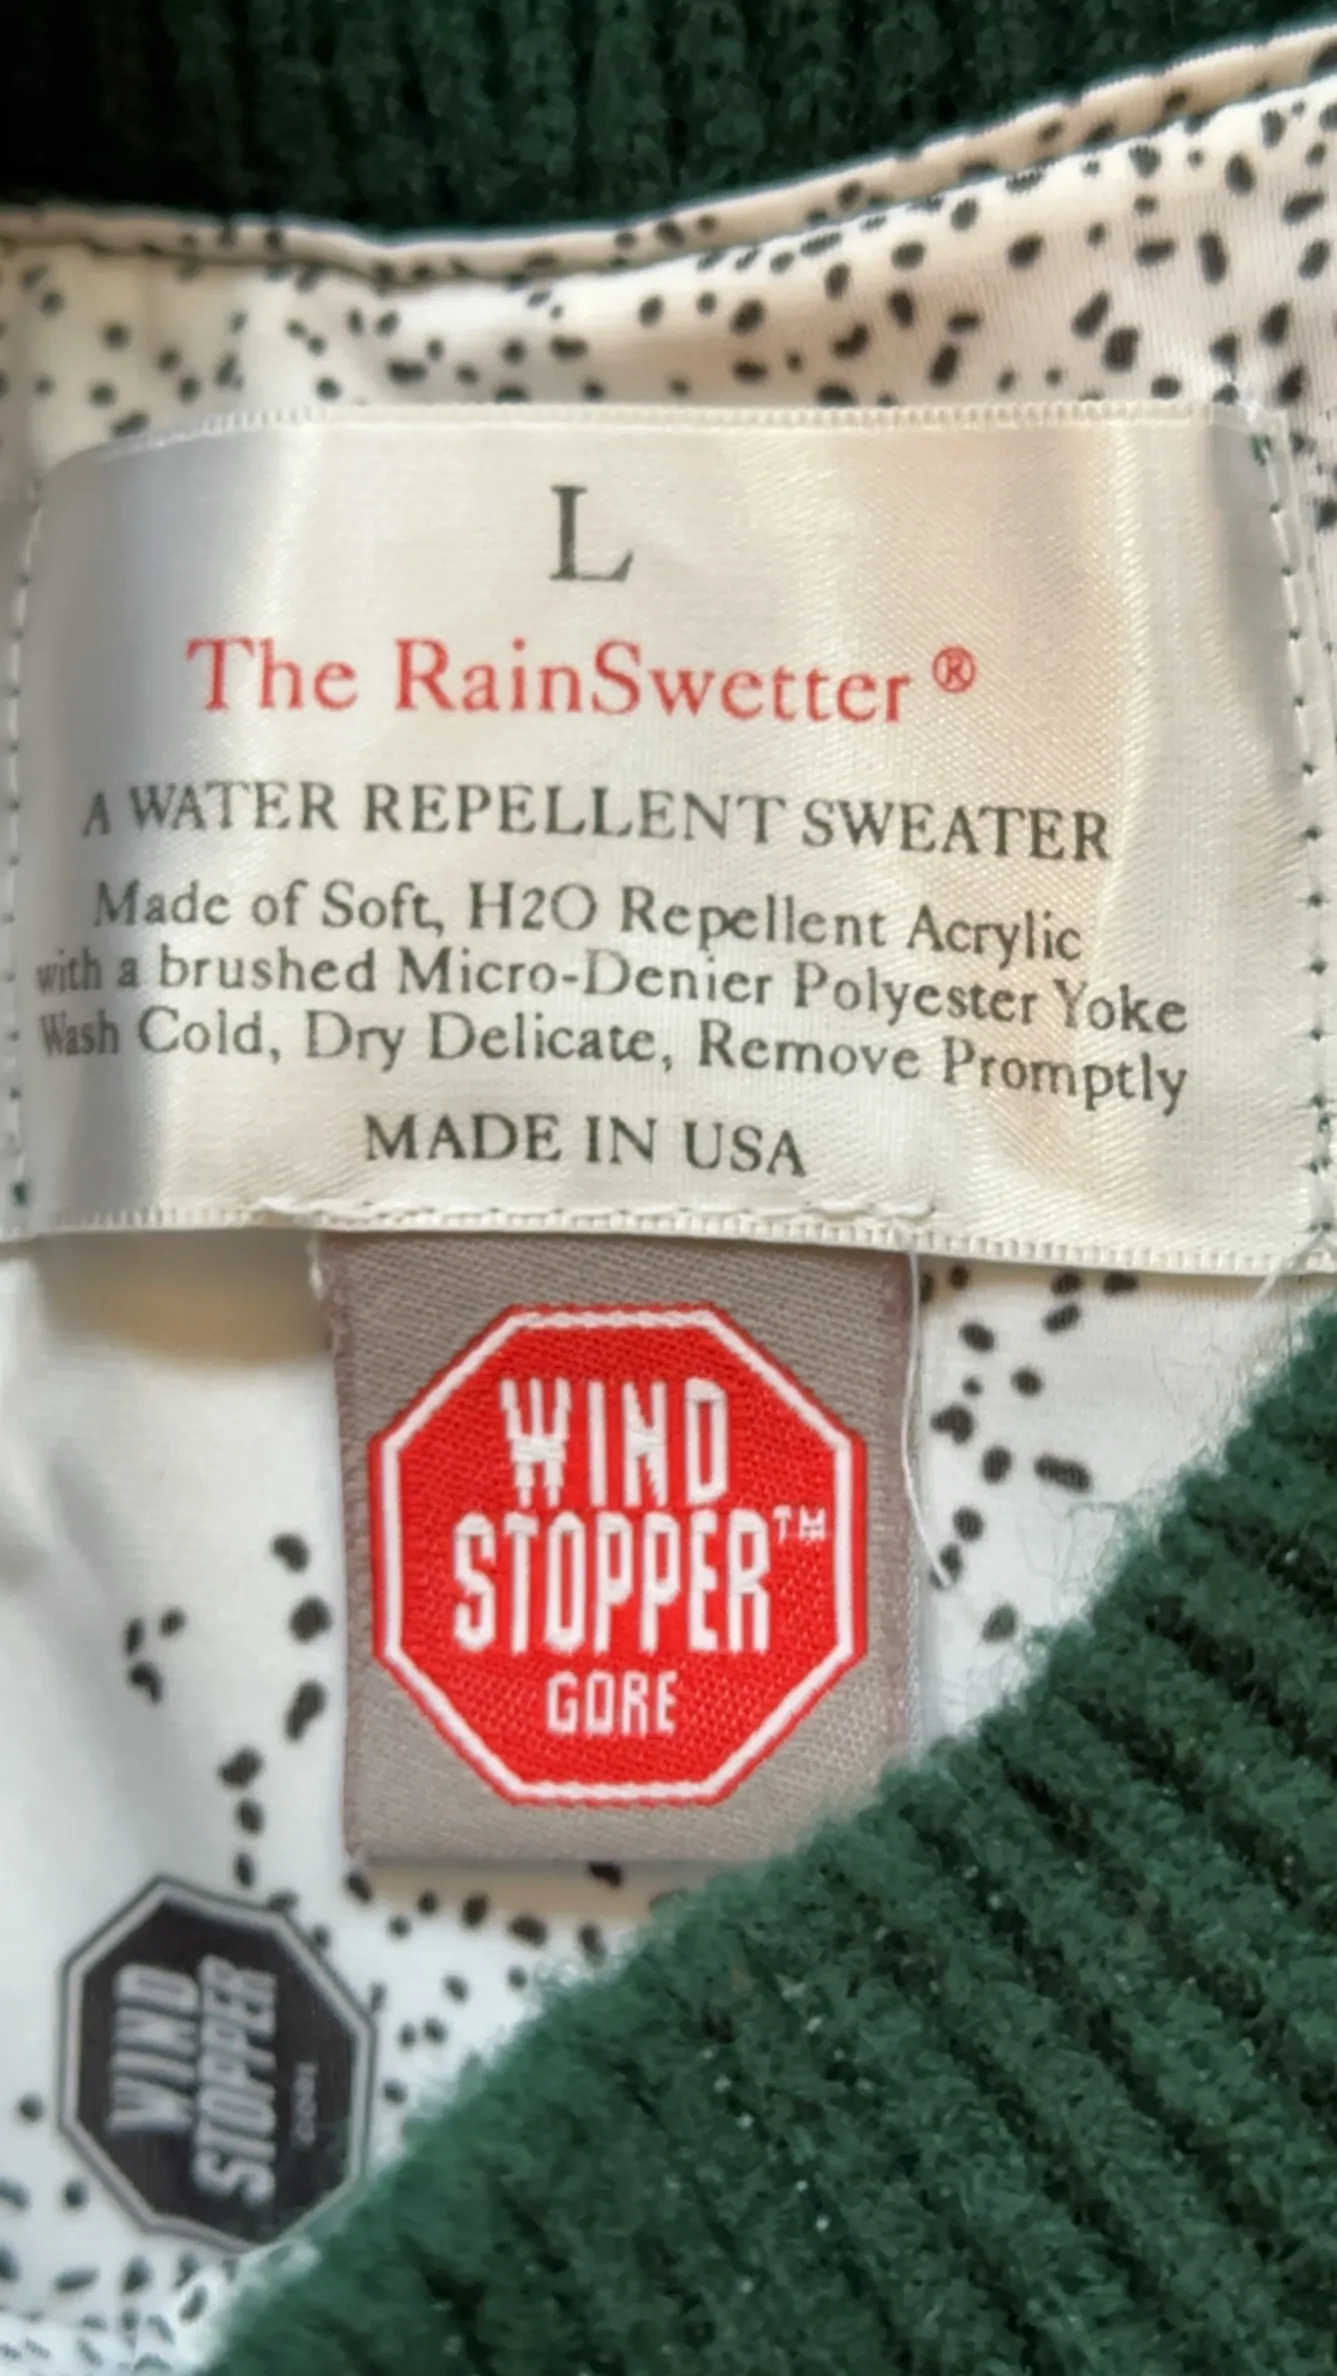 L
The RainSwetter ®
A WATER REPELLENT SWEATER
Made of Soft, H2O Repellent Acrylic
with a brushed Micro-Denier Polyester Yoke
Wash Cold, Dry Delicate, Remove Promptly
MADE IN USA
WIND
STOPPER™
GORE
WIND
STOPPER
GORE